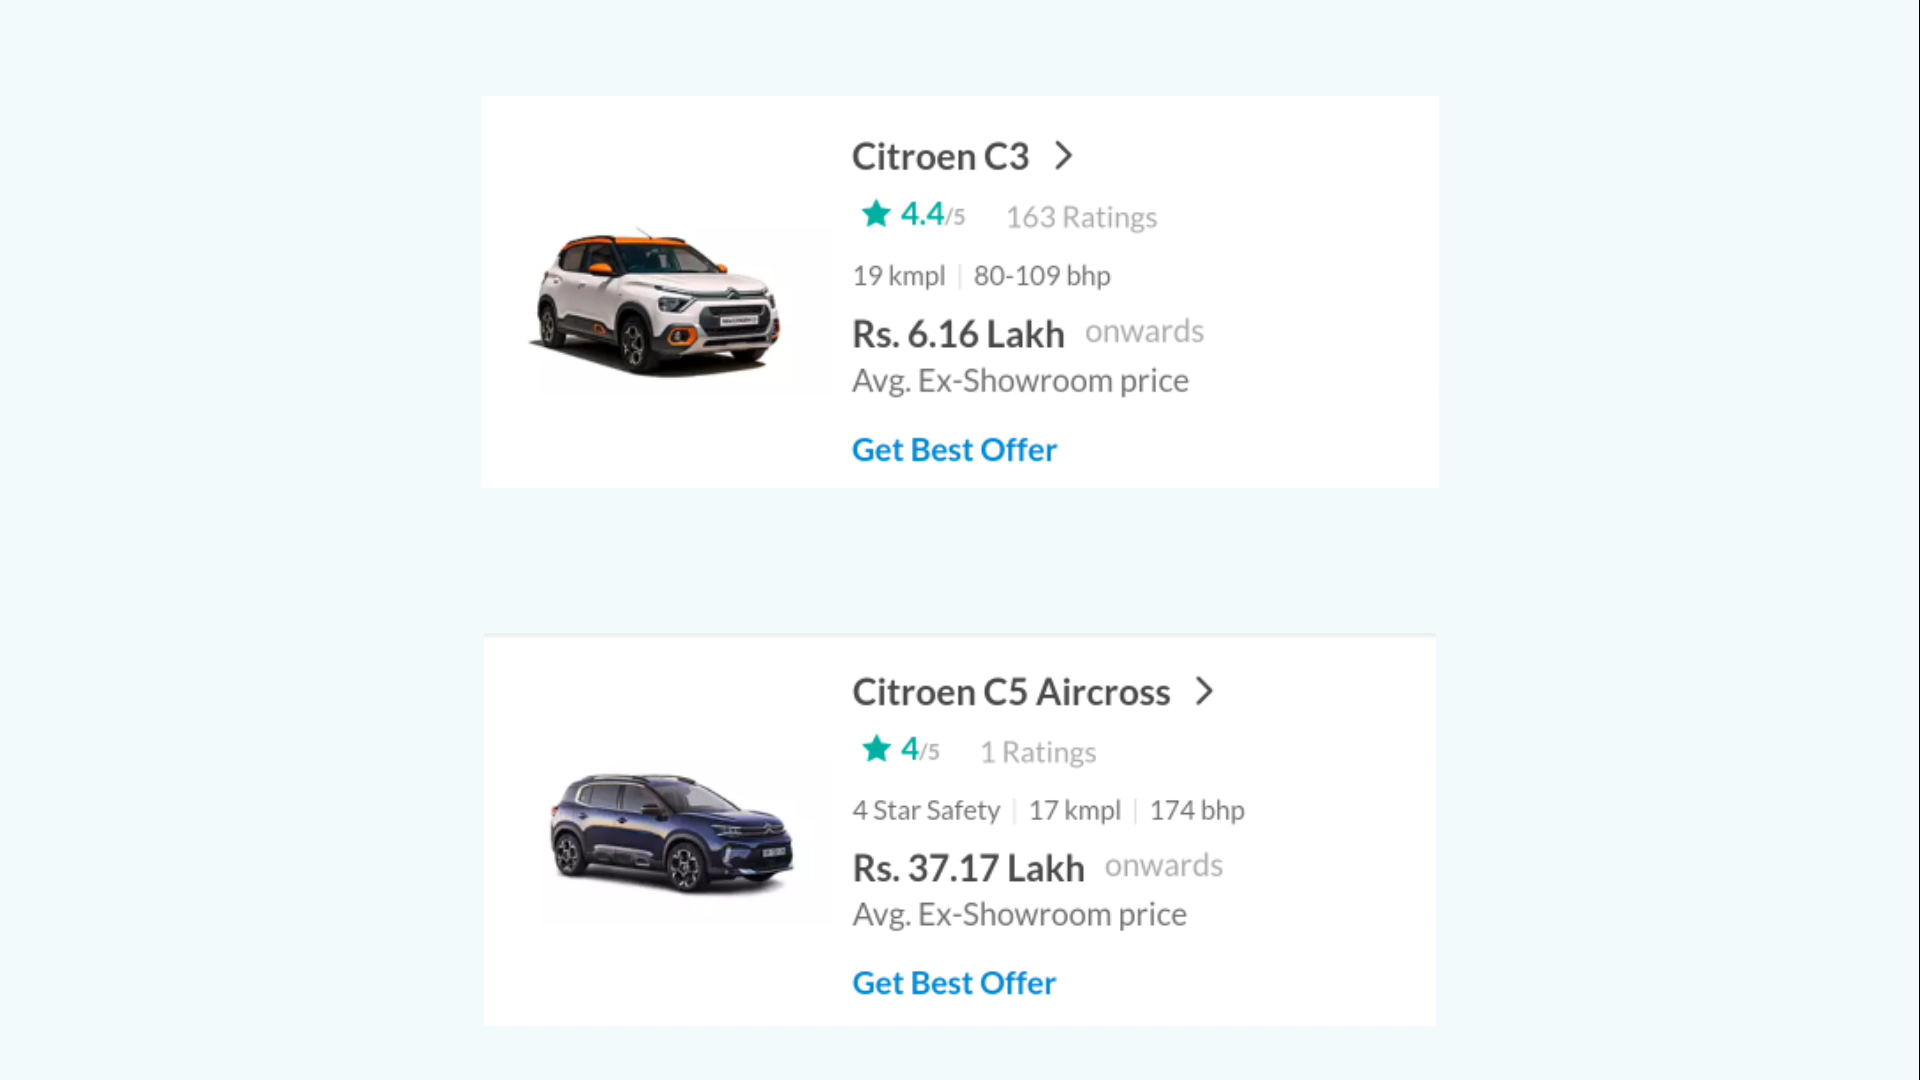 Citroen C3
4.4/5 163 Ratings
19 kmpl | 80-109 bhp
Rs. 6.16 Lakh onwards
Avg. Ex-Showroom price
Get Best Offer
Citroen C5 Aircross
4/5 1 Ratings
4 Star Safety | 17 kmpl | 174 bhp
Rs. 37.17 Lakh onwards
Avg. Ex-Showroom price
Get Best Offer